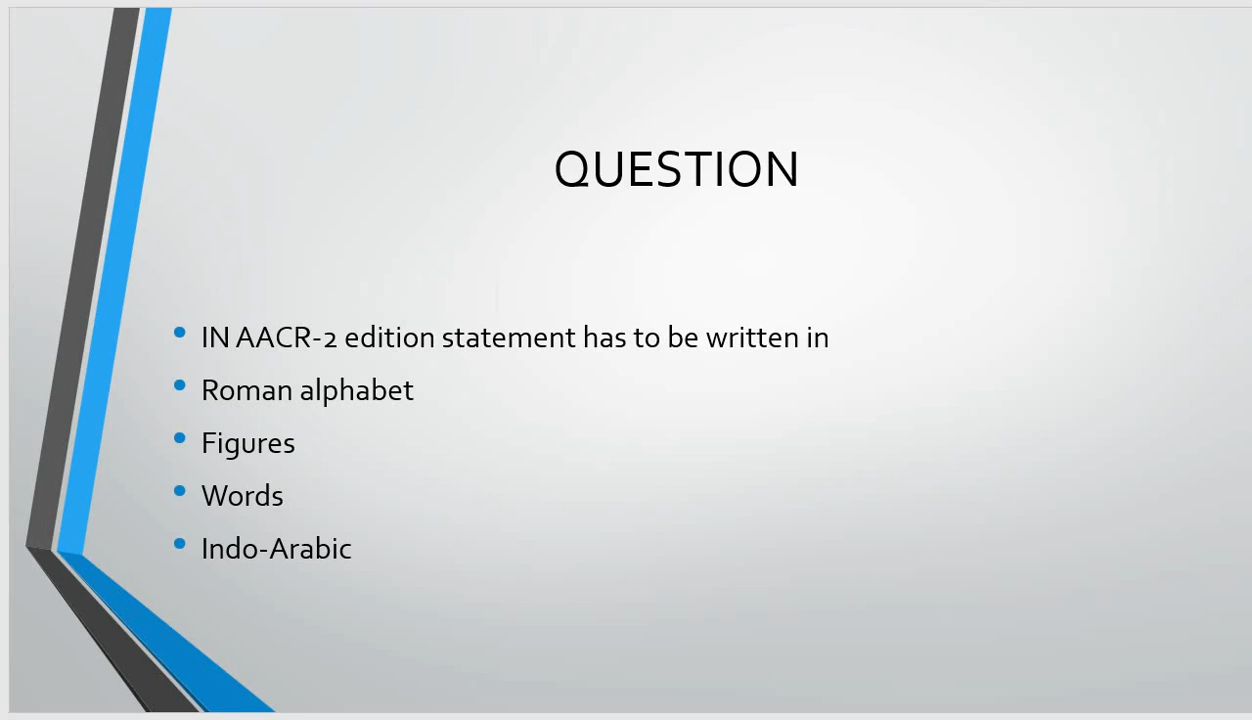 QUESTION
• IN AACR-2 edition statement has to be written in
• Roman alphabet
• Figures
• Words
• Indo-Arabic